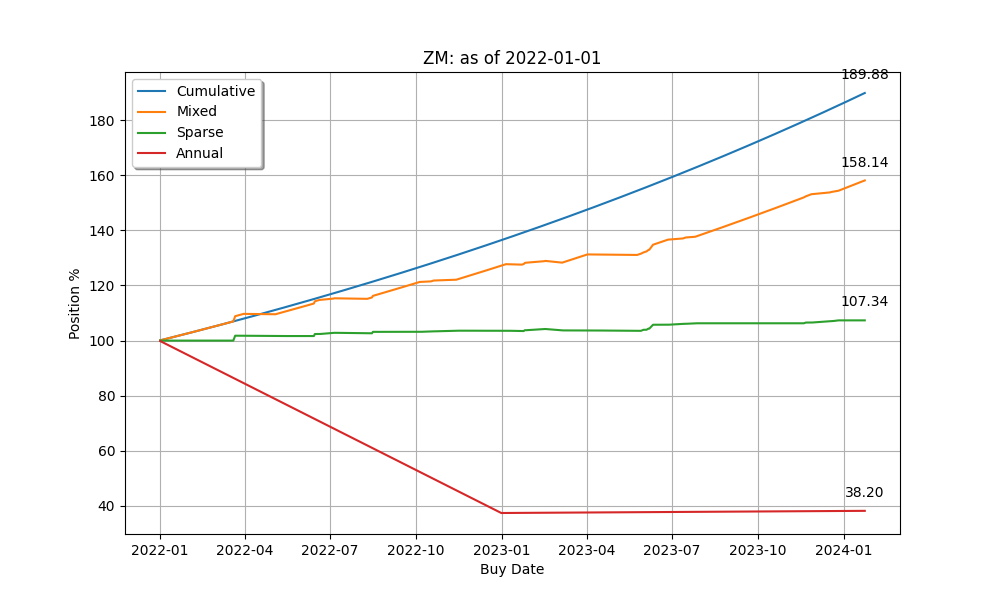 ZM: as of 2022-01-01
Cumulative
Mixed
Sparse
Annual
189.88
158.14
107.34
38.20
Position %
180
160
140
120
100
80
60
40
2022-01 2022-04 2022-07 2022-10 2023-01 2023-04 2023-07 2023-10 2024-01
Buy Date